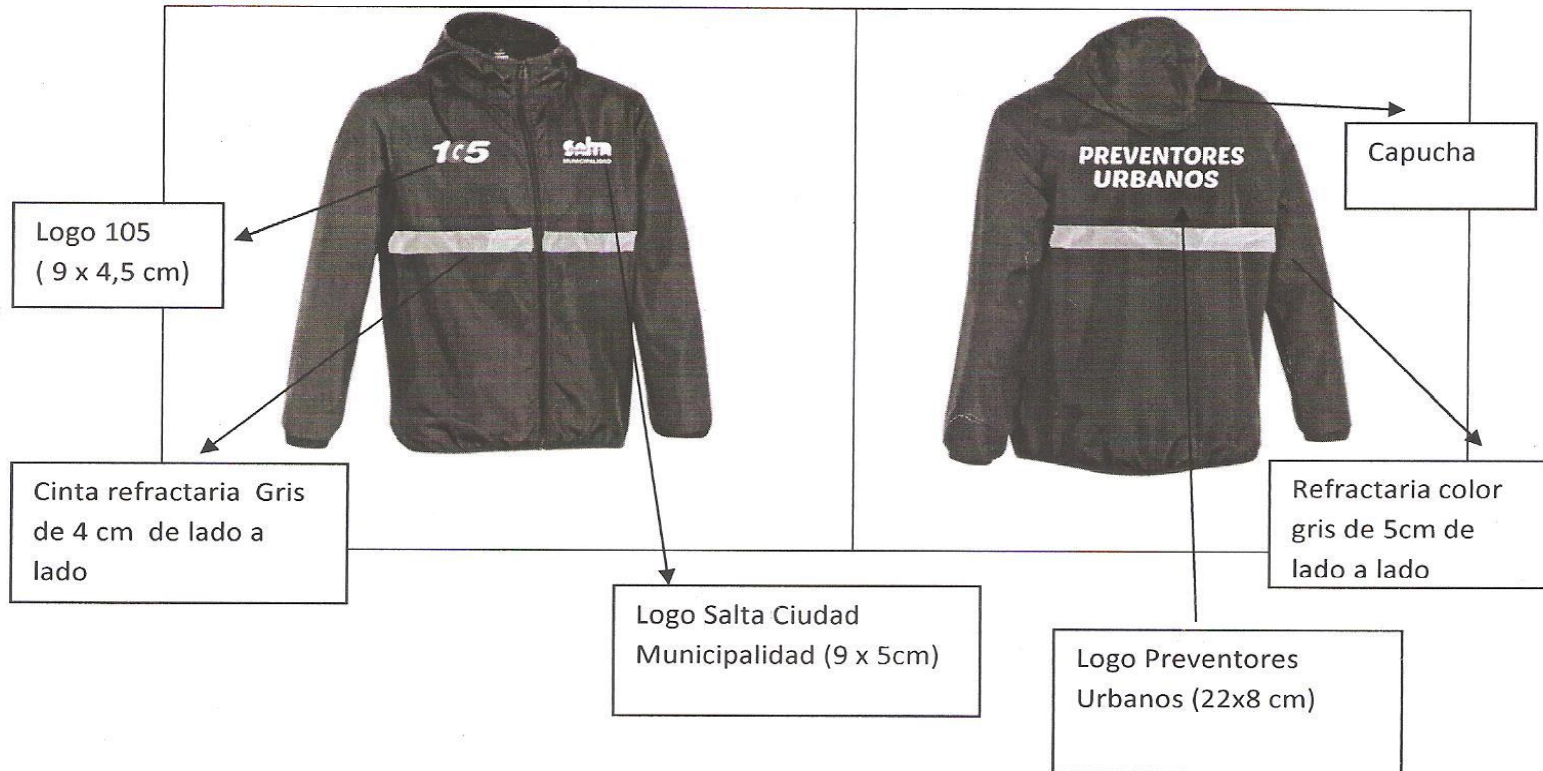 105
SALTA
MUNICIPALIDAD
PREVENTORES
URBANOS
Capucha
Logo 105
( 9 x 4,5 cm)
Cinta refractaria Gris
de 4 cm de lado a
lado
Refractaria color
gris de 5cm de
lado a lado
Logo Salta Ciudad
Municipalidad (9 x 5cm)
Logo Preventores
Urbanos (22x8 cm)